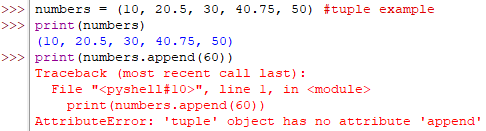 >>> numbers = (10, 20.5, 30, 40.75, 50) #tuple example
>>> print(numbers)
(10, 20.5, 30, 40.75, 50)
>>> print(numbers.append(60))
Traceback (most recent call last):
  File "<pyshell#10>", line 1, in <module>
    print(numbers.append(60))
AttributeError: 'tuple' object has no attribute 'append'